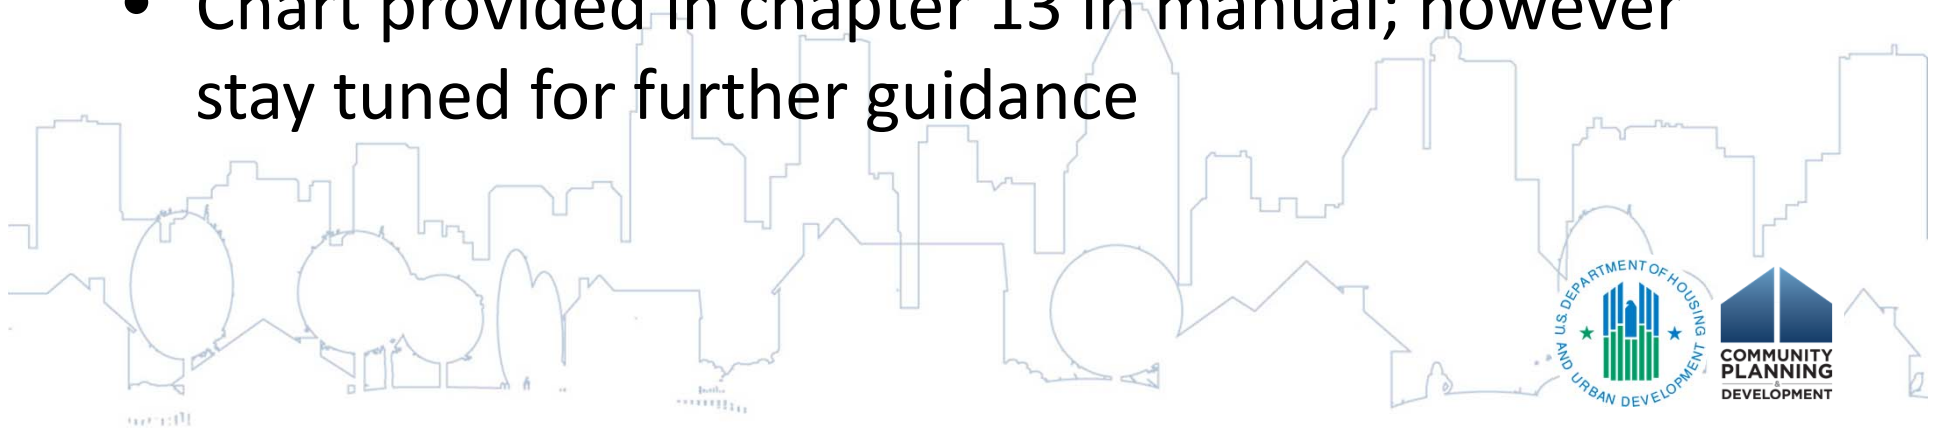 • Chart provided in chapter 13 in manual; however
stay tuned for further guidance
U.S. DEPARTMENT OF HOUSING
AND URBAN DEVELOPMENT
COMMUNITY
PLANNING
&
DEVELOPMENT